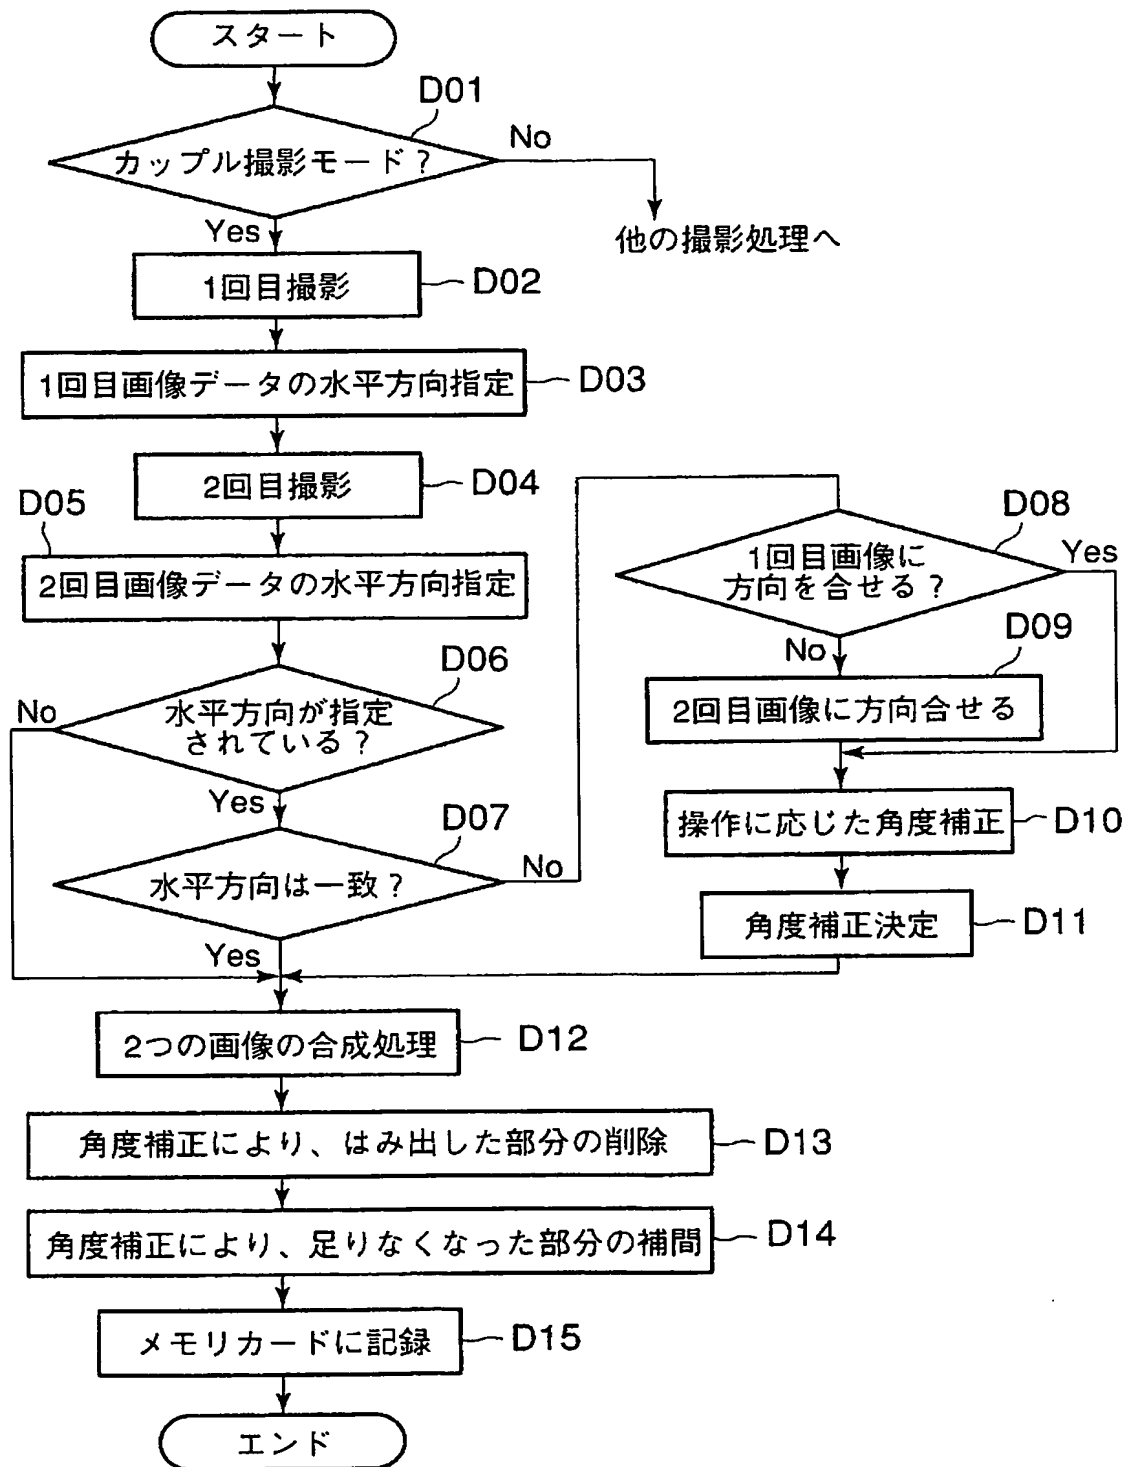 スタート
D01
カップル撮影モード？
No
Yes
他の撮影処理へ
1回目撮影
D02
1回目画像データの水平方向指定
D03
2回目撮影
D04
D05
2回目画像データの水平方向指定
D06
水平方向が指定
されている？
No
Yes
D07
水平方向は一致？
No
Yes
D08
1回目画像に
方向を合せる？
Yes
No
D09
2回目画像に方向合せる
操作に応じた角度補正
D10
角度補正決定
D11
2つの画像の合成処理
D12
角度補正により、はみ出した部分の削除
D13
角度補正により、足りなくなった部分の補間
D14
メモリカードに記録
D15
エンド